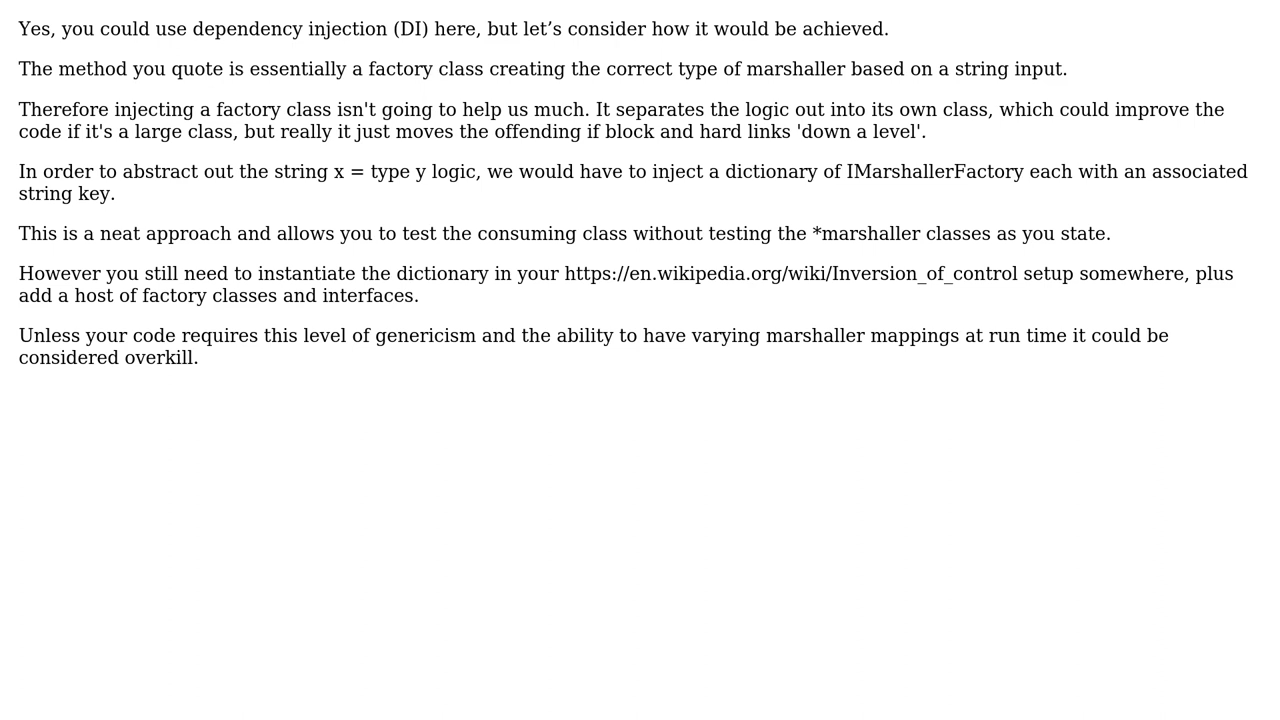 Yes, you could use dependency injection (DI) here, but let’s consider how it would be achieved.
The method you quote is essentially a factory class creating the correct type of marshaller based on a string input.
Therefore injecting a factory class isn't going to help us much. It separates the logic out into its own class, which could improve the
code if it's a large class, but really it just moves the offending if block and hard links 'down a level'.
In order to abstract out the string x = type y logic, we would have to inject a dictionary of IMarshallerFactory each with an associated
string key.
This is a neat approach and allows you to test the consuming class without testing the *marshaller classes as you state.
However you still need to instantiate the dictionary in your https://en.wikipedia.org/wiki/Inversion_of_control setup somewhere, plus
add a host of factory classes and interfaces.
Unless your code requires this level of genericism and the ability to have varying marshaller mappings at run time it could be
considered overkill.